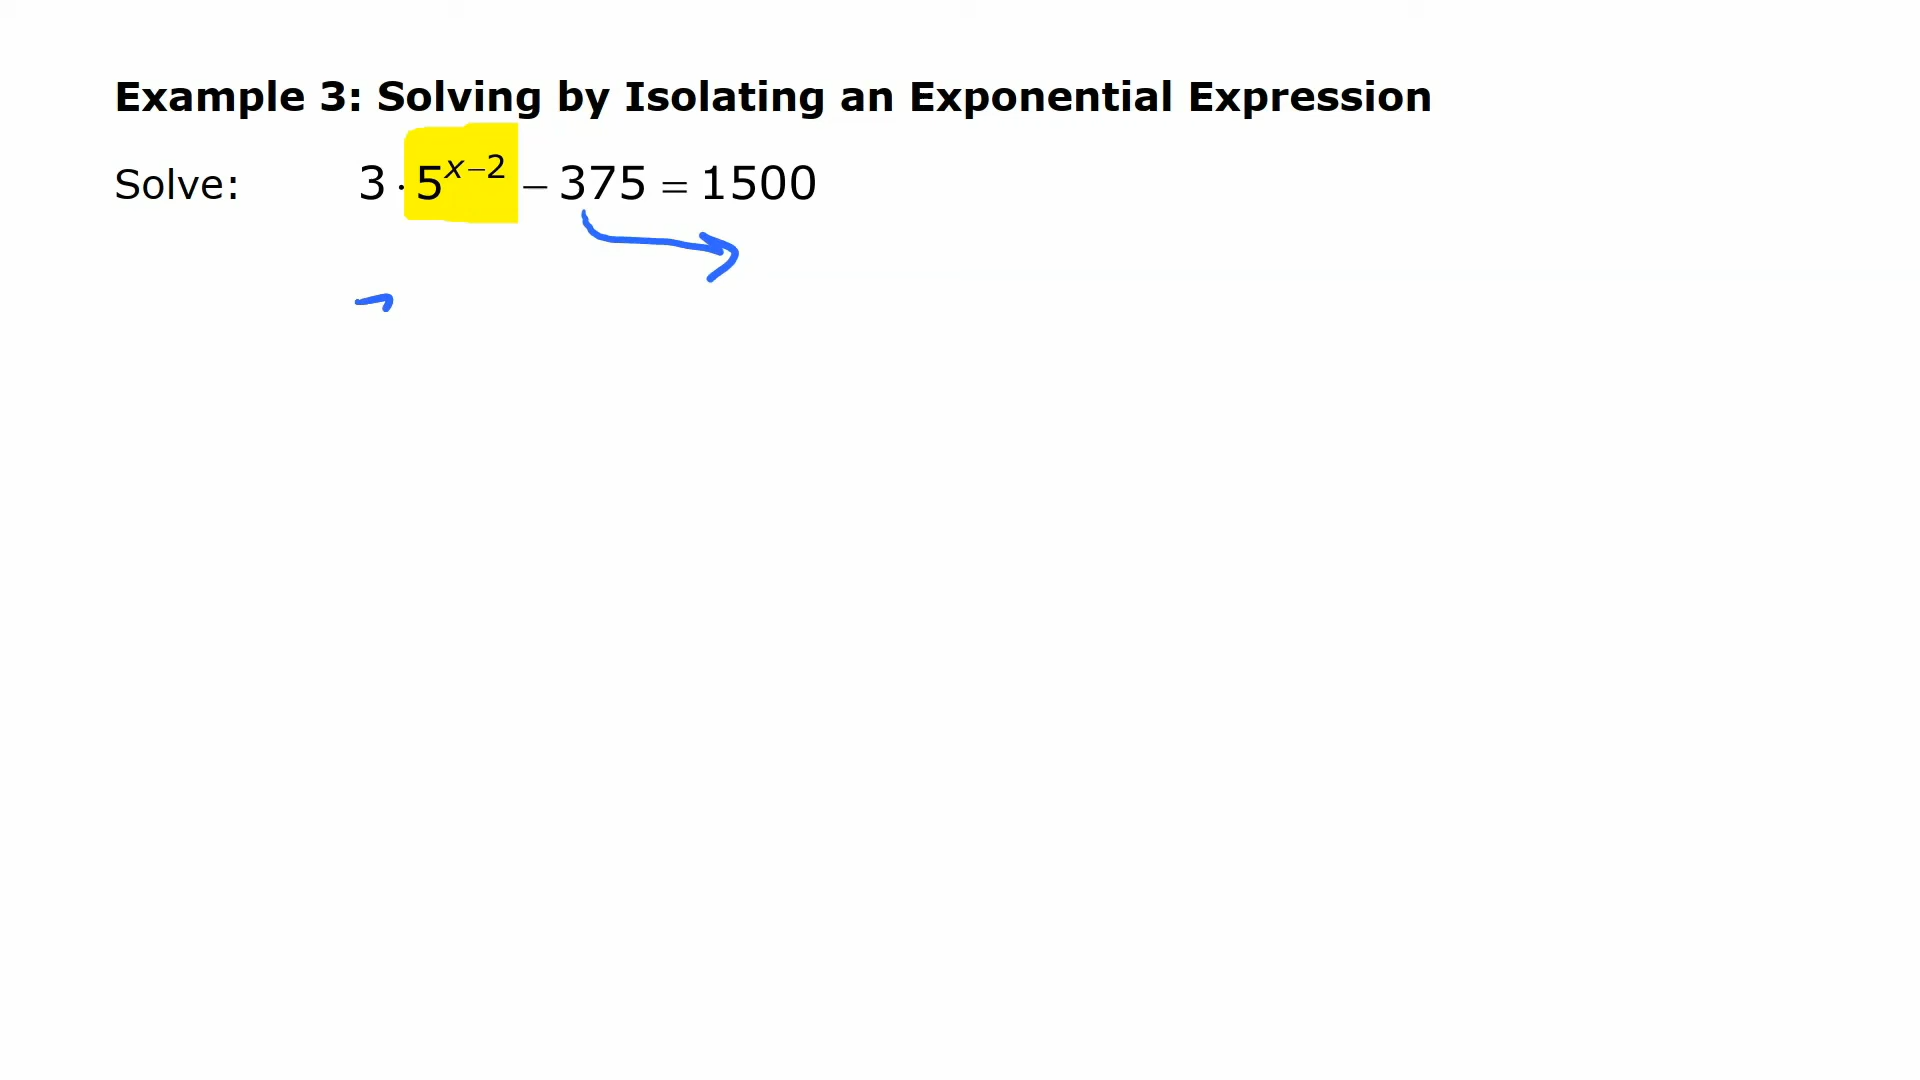 Example 3: Solving by Isolating an Exponential Expression
Solve: 3 · 5^{x−2} − 375 = 1500